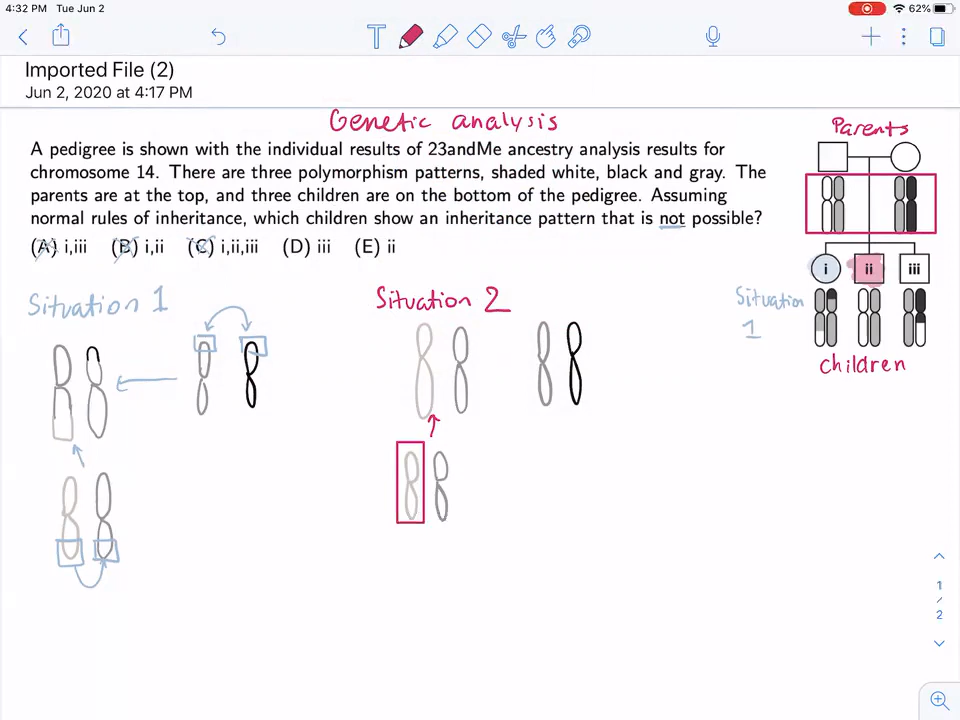 4:32 PM Tue Jun 2
62%
T
Imported File (2)
Jun 2, 2020 at 4:17 PM
Genetic analysis
Parents
A pedigree is shown with the individual results of 23andMe ancestry analysis results for
chromosome 14. There are three polymorphism patterns, shaded white, black and gray. The
parents are at the top, and three children are on the bottom of the pedigree. Assuming
normal rules of inheritance, which children show an inheritance pattern that is not possible?
(A) i,iii (B) i,ii (C) i,ii,iii (D) iii (E) ii
i ii iii
Situation 1
Situation 2
Situation
1
children
1
/
2